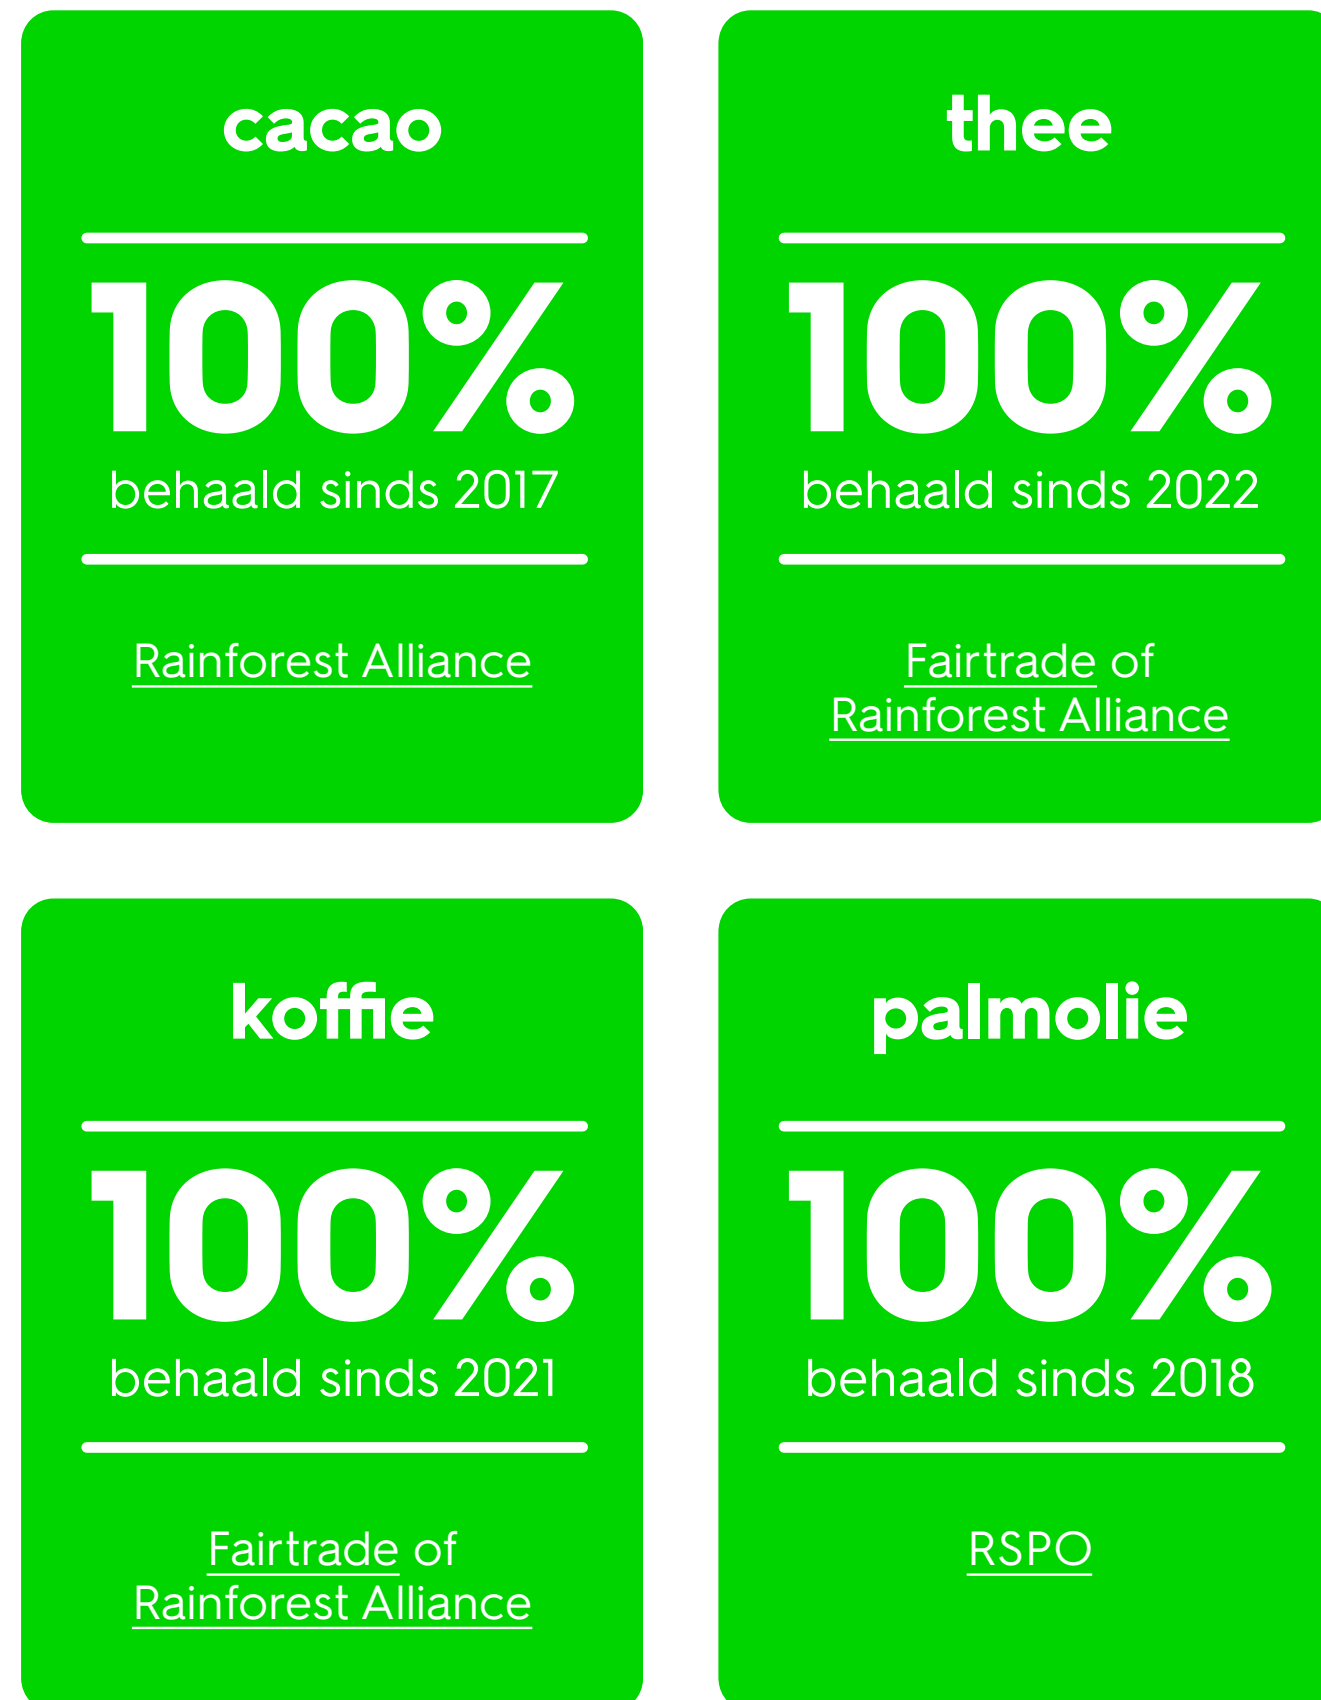 cacao
100%
behaald sinds 2017
Rainforest Alliance
thee
100%
behaald sinds 2022
Fairtrade of
Rainforest Alliance
koffie
100%
behaald sinds 2021
Fairtrade of
Rainforest Alliance
palmolie
100%
behaald sinds 2018
RSPO